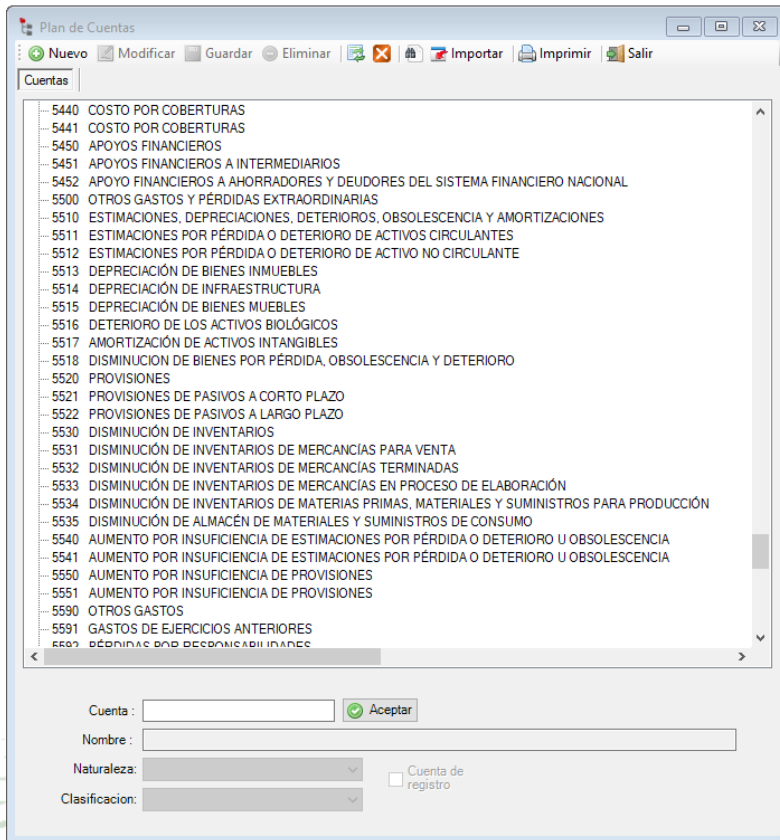 Plan de Cuentas
Nuevo Modificar Guardar Eliminar Importar Imprimir Salir
Cuentas
5440 COSTO POR COBERTURAS
5441 COSTO POR COBERTURAS
5450 APOYOS FINANCIEROS
5451 APOYOS FINANCIEROS A INTERMEDIARIOS
5452 APOYO FINANCIEROS A AHORRADORES Y DEUDORES DEL SISTEMA FINANCIERO NACIONAL
5500 OTROS GASTOS Y PÉRDIDAS EXTRAORDINARIAS
5510 ESTIMACIONES, DEPRECIACIONES, DETERIOROS, OBSOLESCENCIA Y AMORTIZACIONES
5511 ESTIMACIONES POR PÉRDIDA O DETERIORO DE ACTIVOS CIRCULANTES
5512 ESTIMACIONES POR PÉRDIDA O DETERIORO DE ACTIVO NO CIRCULANTE
5513 DEPRECIACIÓN DE BIENES INMUEBLES
5514 DEPRECIACIÓN DE INFRAESTRUCTURA
5515 DEPRECIACIÓN DE BIENES MUEBLES
5516 DETERIORO DE LOS ACTIVOS BIOLÓGICOS
5517 AMORTIZACIÓN DE ACTIVOS INTANGIBLES
5518 DISMINUCION DE BIENES POR PÉRDIDA, OBSOLESCENCIA Y DETERIORO
5520 PROVISIONES
5521 PROVISIONES DE PASIVOS A CORTO PLAZO
5522 PROVISIONES DE PASIVOS A LARGO PLAZO
5530 DISMINUCIÓN DE INVENTARIOS
5531 DISMINUCIÓN DE INVENTARIOS DE MERCANCÍAS PARA VENTA
5532 DISMINUCIÓN DE INVENTARIOS DE MERCANCÍAS TERMINADAS
5533 DISMINUCIÓN DE INVENTARIOS DE MERCANCÍAS EN PROCESO DE ELABORACIÓN
5534 DISMINUCIÓN DE INVENTARIOS DE MATERIAS PRIMAS, MATERIALES Y SUMINISTROS PARA PRODUCCIÓN
5535 DISMINUCIÓN DE ALMACÉN DE MATERIALES Y SUMINISTROS DE CONSUMO
5540 AUMENTO POR INSUFICIENCIA DE ESTIMACIONES POR PÉRDIDA O DETERIORO U OBSOLESCENCIA
5541 AUMENTO POR INSUFICIENCIA DE ESTIMACIONES POR PÉRDIDA O DETERIORO U OBSOLESCENCIA
5550 AUMENTO POR INSUFICIENCIA DE PROVISIONES
5551 AUMENTO POR INSUFICIENCIA DE PROVISIONES
5590 OTROS GASTOS
5591 GASTOS DE EJERCICIOS ANTERIORES
5592 PÉRDIDAS POR RESPONSABILIDADES
Cuenta : Aceptar
Nombre :
Naturaleza: Cuenta de registro
Clasificacion: